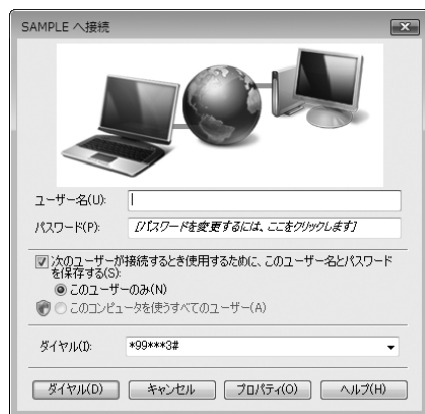 SAMPLE へ接続
ユーザー名(U):
パスワード(P):
[パスワードを変更するには、ここをクリックします]
次のユーザーが接続するとき使用するために、このユーザー名とパスワード
を保存する(S):
このユーザーのみ(N)
このコンピュータを使うすべてのユーザー(A)
ダイヤル(I):
*99***3#
ダイヤル(D)
キャンセル
プロパティ(O)
ヘルプ(H)